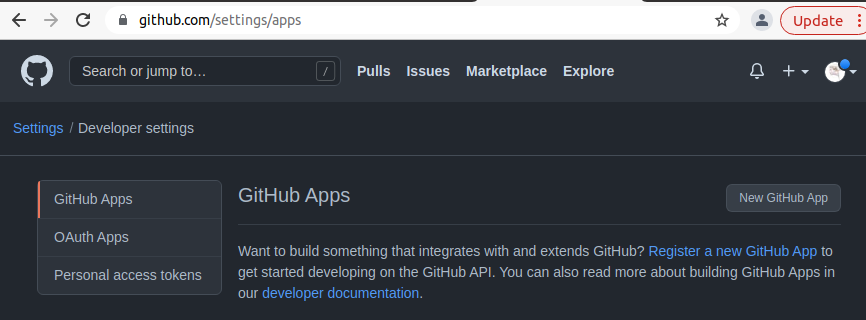 github.com/settings/apps
Update
Search or jump to…
/
Pulls Issues Marketplace Explore
Settings / Developer settings
GitHub Apps
OAuth Apps
Personal access tokens
GitHub Apps
New GitHub App
Want to build something that integrates with and extends GitHub? Register a new GitHub App to
get started developing on the GitHub API. You can also read more about building GitHub Apps in
our developer documentation.